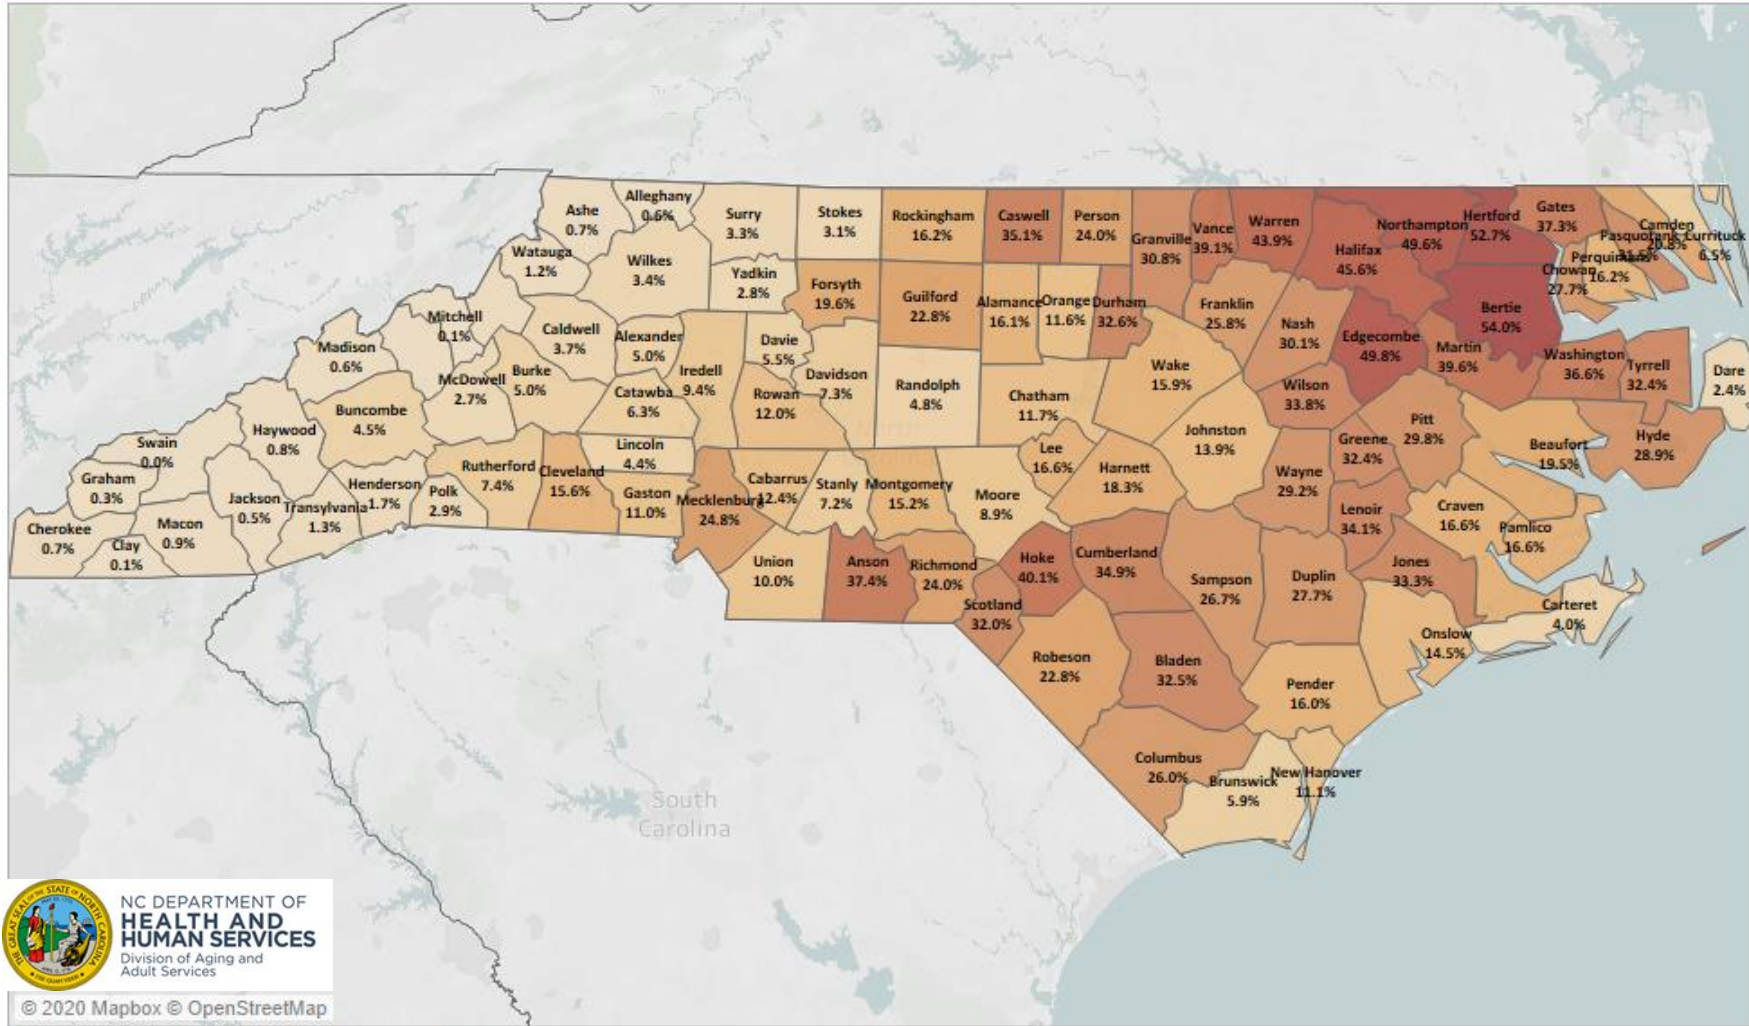 Alleghany
0.6%
Ashe
0.7%
Surry
3.3%
Stokes
3.1%
Rockingham
16.2%
Caswell
35.1%
Person
24.0%
Granville
30.8%
Vance
39.1%
Warren
43.9%
Northampton
49.6%
Hertford
52.7%
Gates
37.3%
Camden
20.8%
Pasquotank
Currituck
6.5%
Perquimans
16.2%
Chowan
27.7%
Halifax
45.6%
Watauga
1.2%
Wilkes
3.4%
Yadkin
2.8%
Forsyth
19.6%
Guilford
22.8%
Alamance
16.1%
Orange
11.6%
Durham
32.6%
Franklin
25.8%
Nash
30.1%
Edgecombe
49.8%
Bertie
54.0%
Martin
39.6%
Washington
36.6%
Tyrrell
32.4%
Dare
2.4%
Mitchell
0.1%
Madison
0.6%
Caldwell
3.7%
Alexander
5.0%
Davie
5.5%
Iredell
9.4%
Davidson
7.3%
Randolph
4.8%
Chatham
11.7%
Wake
15.9%
Wilson
33.8%
Pitt
29.8%
Beaufort
19.5%
Hyde
28.9%
McDowell
2.7%
Burke
5.0%
Catawba
6.3%
Rowan
12.0%
Buncombe
4.5%
Haywood
0.8%
Swain
0.0%
Graham
0.3%
Cherokee
0.7%
Clay
0.1%
Macon
0.9%
Jackson
0.5%
Transylvania
1.3%
Henderson
1.7%
Polk
2.9%
Rutherford
7.4%
Cleveland
15.6%
Lincoln
4.4%
Gaston
11.0%
Mecklenburg
24.8%
Cabarrus
12.4%
Stanly
7.2%
Montgomery
15.2%
Moore
8.9%
Lee
16.6%
Harnett
18.3%
Johnston
13.9%
Wayne
29.2%
Greene
32.4%
Lenoir
34.1%
Craven
16.6%
Pamlico
16.6%
Union
10.0%
Anson
37.4%
Richmond
24.0%
Scotland
32.0%
Hoke
40.1%
Cumberland
34.9%
Sampson
26.7%
Duplin
27.7%
Jones
33.3%
Carteret
4.0%
Onslow
14.5%
Robeson
22.8%
Bladen
32.5%
Pender
16.0%
Columbus
26.0%
Brunswick
5.9%
New Hanover
11.1%
South
Carolina
NC DEPARTMENT OF
HEALTH AND
HUMAN SERVICES
Division of Aging and
Adult Services
© 2020 Mapbox © OpenStreetMap